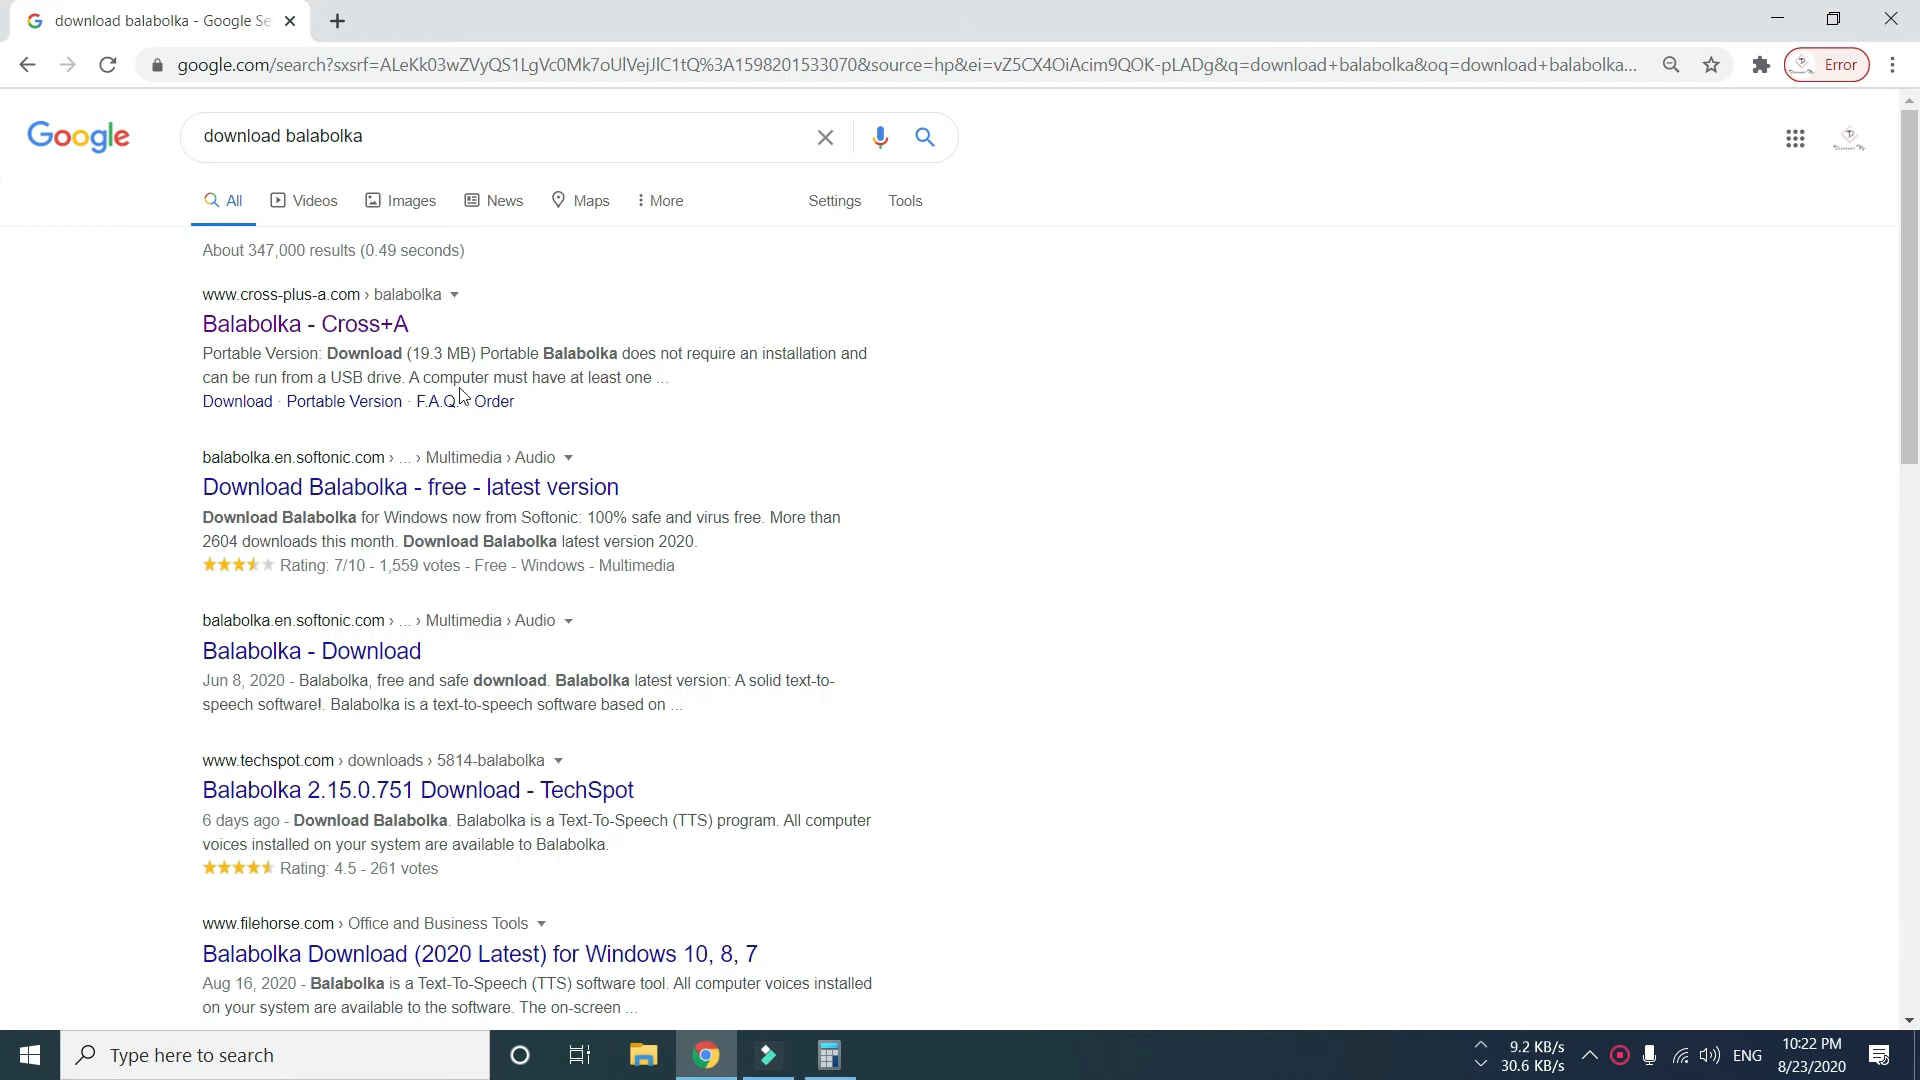 download balabolka - Google Se
google.com/search?sxsrf=ALeKk03wZVyQS1LgVc0Mk7oUlVejJlC1tQ%3A1598201533070&source=hp&ei=vZ5CX4OiAcim9QOK-pLADg&q=download+balabolka&oq=download+balabolka...
Error
Google
download balabolka
All
Videos
Images
News
Maps
More
Settings
Tools
About 347,000 results (0.49 seconds)
www.cross-plus-a.com › balabolka
Balabolka - Cross+A
Portable Version: Download (19.3 MB) Portable Balabolka does not require an installation and
can be run from a USB drive. A computer must have at least one ...
Download · Portable Version · F.A.Q. · Order
balabolka.en.softonic.com › ... › Multimedia › Audio
Download Balabolka - free - latest version
Download Balabolka for Windows now from Softonic: 100% safe and virus free. More than
2604 downloads this month. Download Balabolka latest version 2020.
Rating: 7/10 - 1,559 votes - Free - Windows - Multimedia
balabolka.en.softonic.com › ... › Multimedia › Audio
Balabolka - Download
Jun 8, 2020 - Balabolka, free and safe download. Balabolka latest version: A solid text-to-
speech software!. Balabolka is a text-to-speech software based on ...
www.techspot.com › downloads › 5814-balabolka
Balabolka 2.15.0.751 Download - TechSpot
6 days ago - Download Balabolka. Balabolka is a Text-To-Speech (TTS) program. All computer
voices installed on your system are available to Balabolka.
Rating: 4.5 - 261 votes
www.filehorse.com › Office and Business Tools
Balabolka Download (2020 Latest) for Windows 10, 8, 7
Aug 16, 2020 - Balabolka is a Text-To-Speech (TTS) software tool. All computer voices installed
on your system are available to the software. The on-screen ...
Type here to search
9.2 KB/s
30.6 KB/s
ENG
10:22 PM
8/23/2020